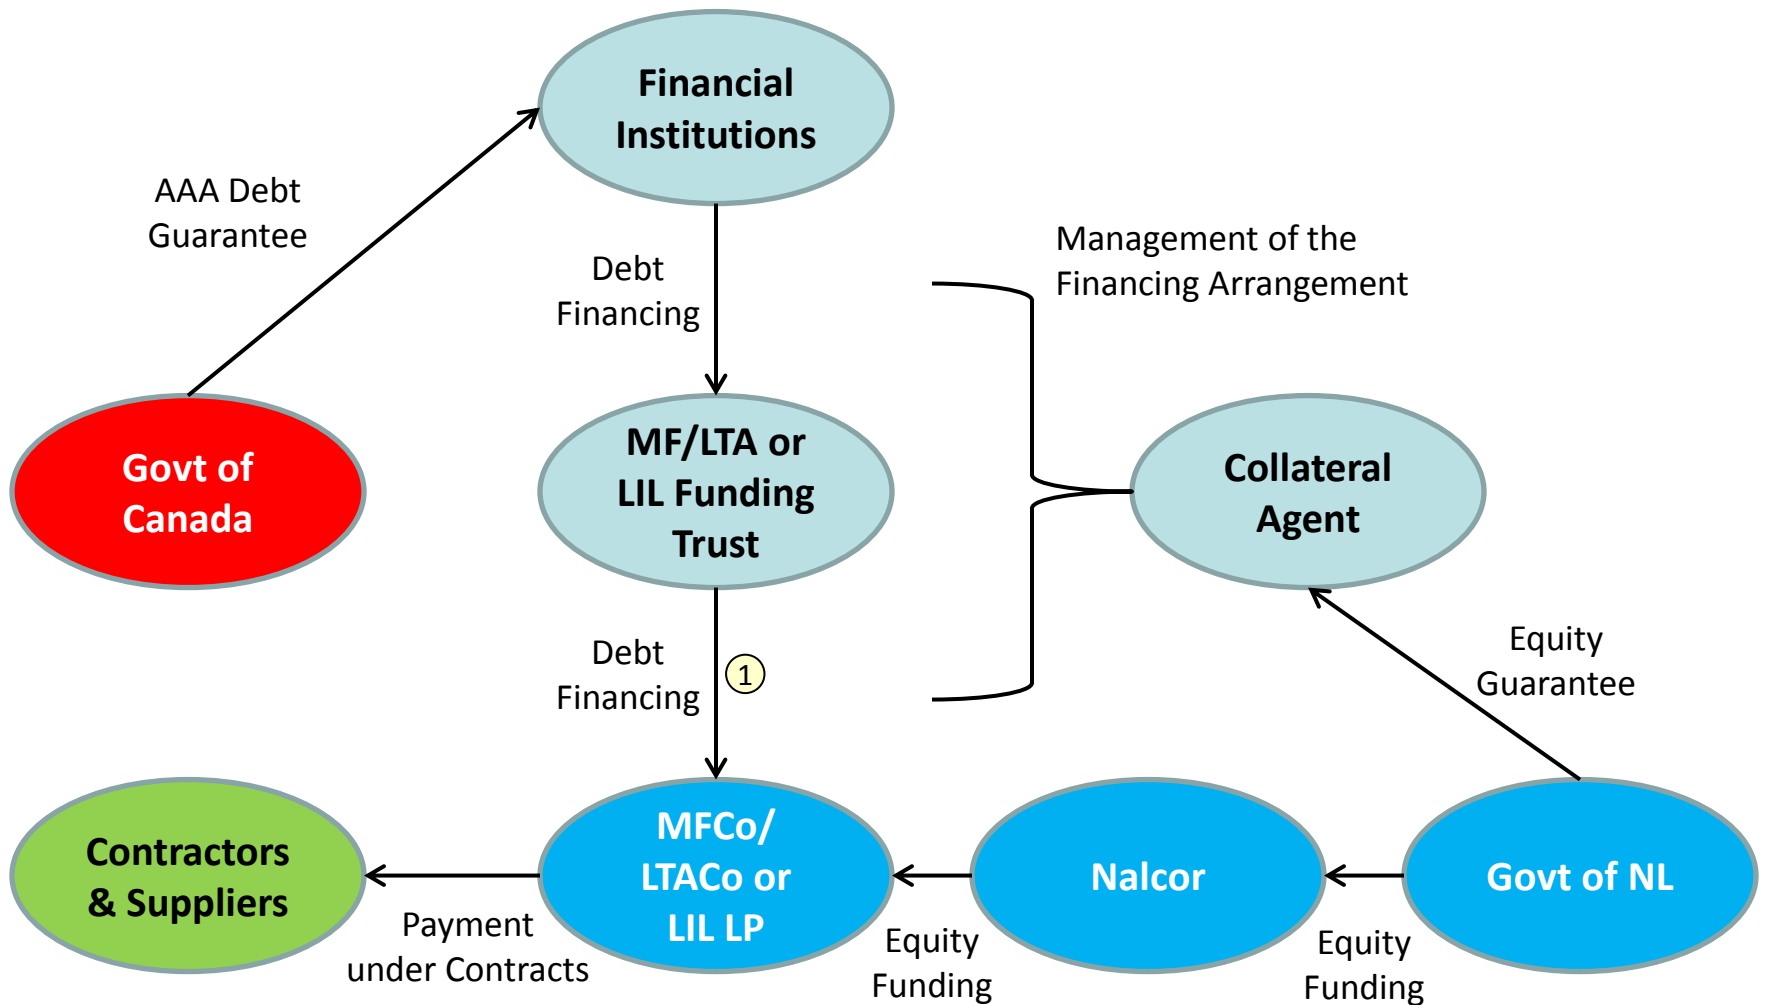 Financial
Institutions
AAA Debt
Guarantee
Debt
Financing
Management of the
Financing Arrangement
Govt of
Canada
MF/LTA or
LIL Funding
Trust
Collateral
Agent
Debt
Financing
1
Equity
Guarantee
Contractors
& Suppliers
MFCo/
LTACo or
LIL LP
Nalcor
Govt of NL
Payment
under Contracts
Equity
Funding
Equity
Funding